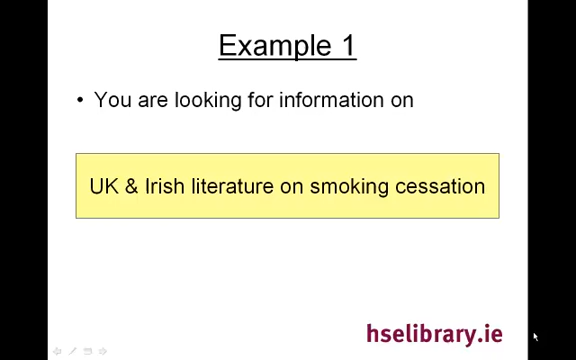 Example 1
• You are looking for information on
UK & Irish literature on smoking cessation
hselibrary.ie